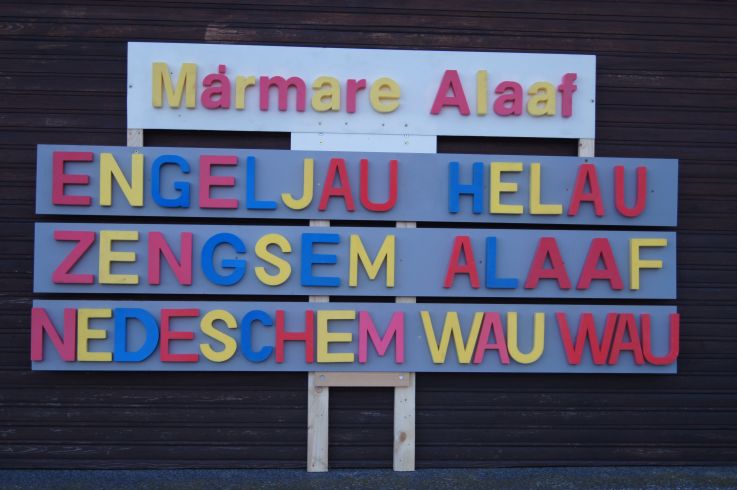 Mármare Alaaf
ENGELJAU HELAU
ZENGSEM ALAAF
NEDESCHEM WAU WAU